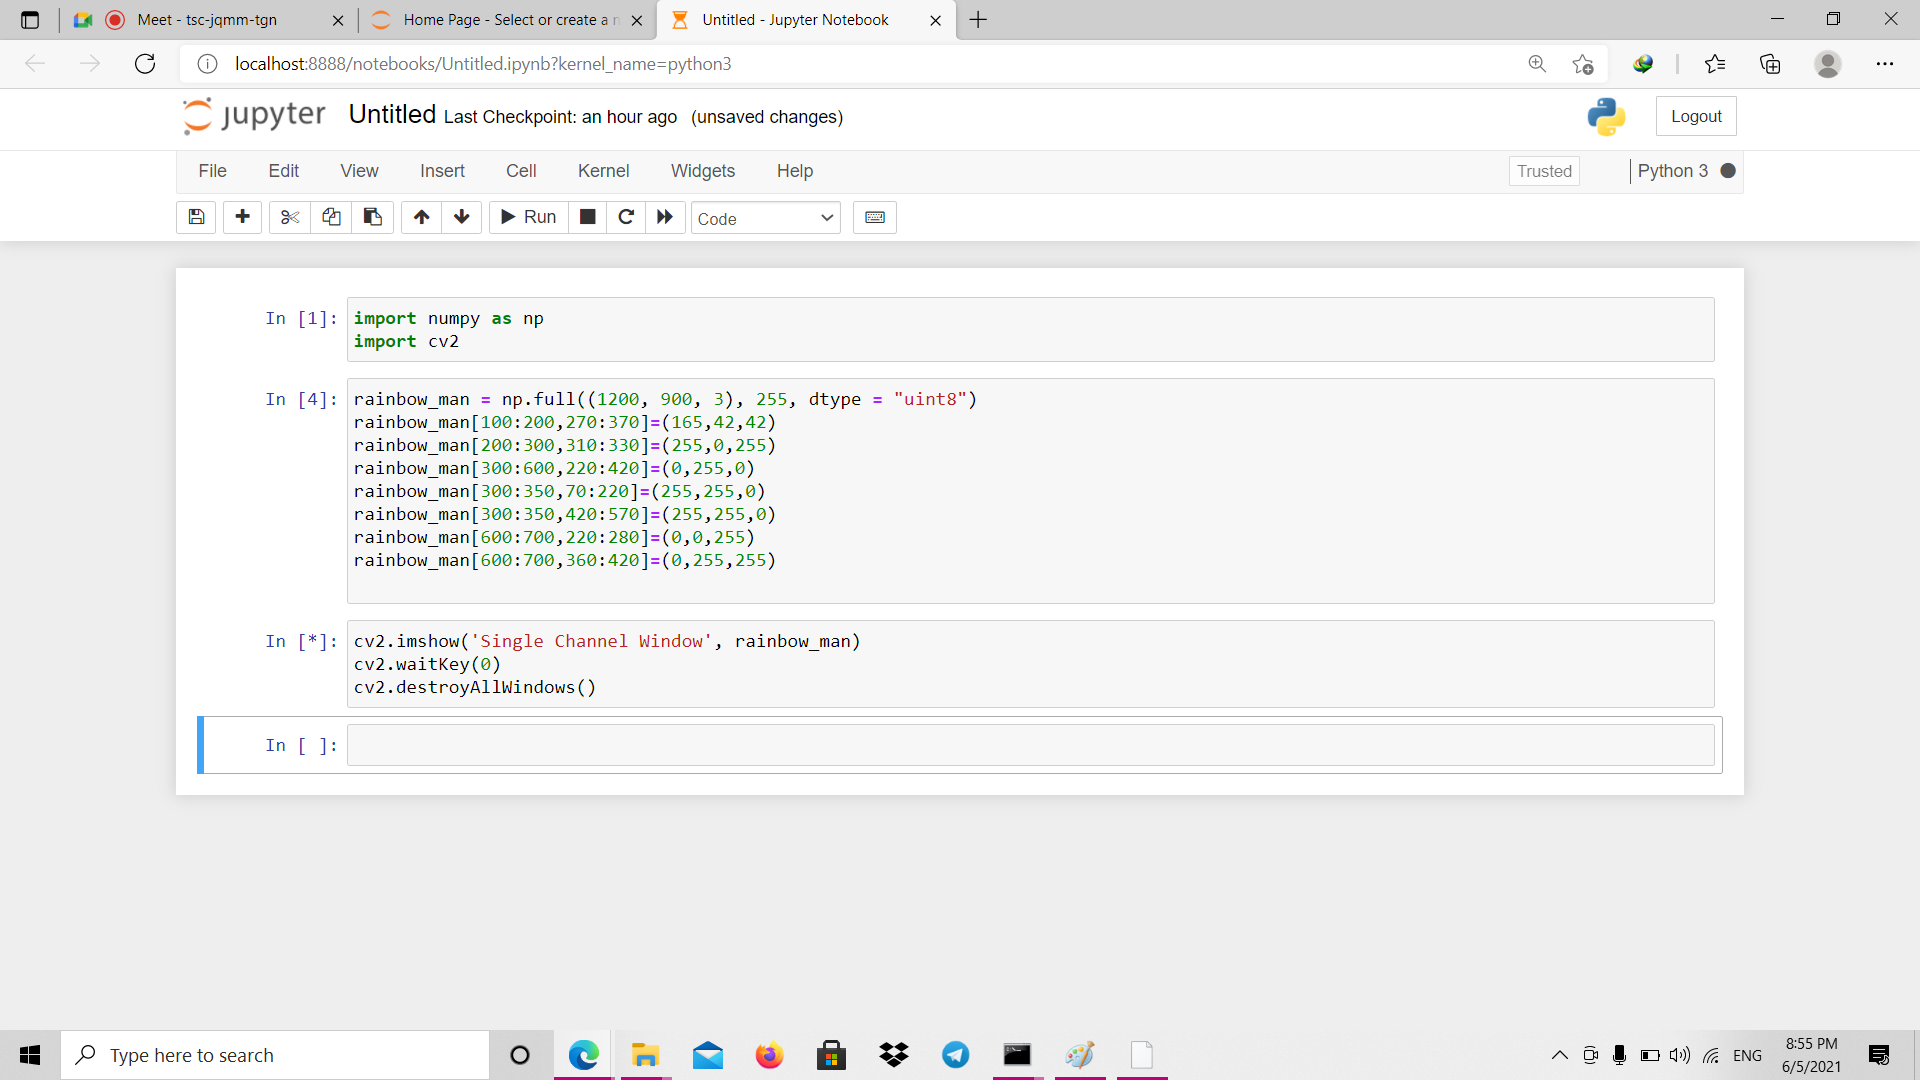 Meet - tsc-jqmm-tgn
Home Page - Select or create a n
Untitled - Jupyter Notebook
localhost:8888/notebooks/Untitled.ipynb?kernel_name=python3
jupyter Untitled Last Checkpoint: an hour ago (unsaved changes)
Logout
File Edit View Insert Cell Kernel Widgets Help
Trusted
Python 3
Run
Code
In [1]: import numpy as np
import cv2
In [4]: rainbow_man = np.full((1200, 900, 3), 255, dtype = "uint8")
rainbow_man[100:200,270:370]=(165,42,42)
rainbow_man[200:300,310:330]=(255,0,255)
rainbow_man[300:600,220:420]=(0,255,0)
rainbow_man[300:350,70:220]=(255,255,0)
rainbow_man[300:350,420:570]=(255,255,0)
rainbow_man[600:700,220:280]=(0,0,255)
rainbow_man[600:700,360:420]=(0,255,255)
In [*]: cv2.imshow('Single Channel Window', rainbow_man)
cv2.waitKey(0)
cv2.destroyAllWindows()
In [ ]:
Type here to search
ENG
8:55 PM
6/5/2021